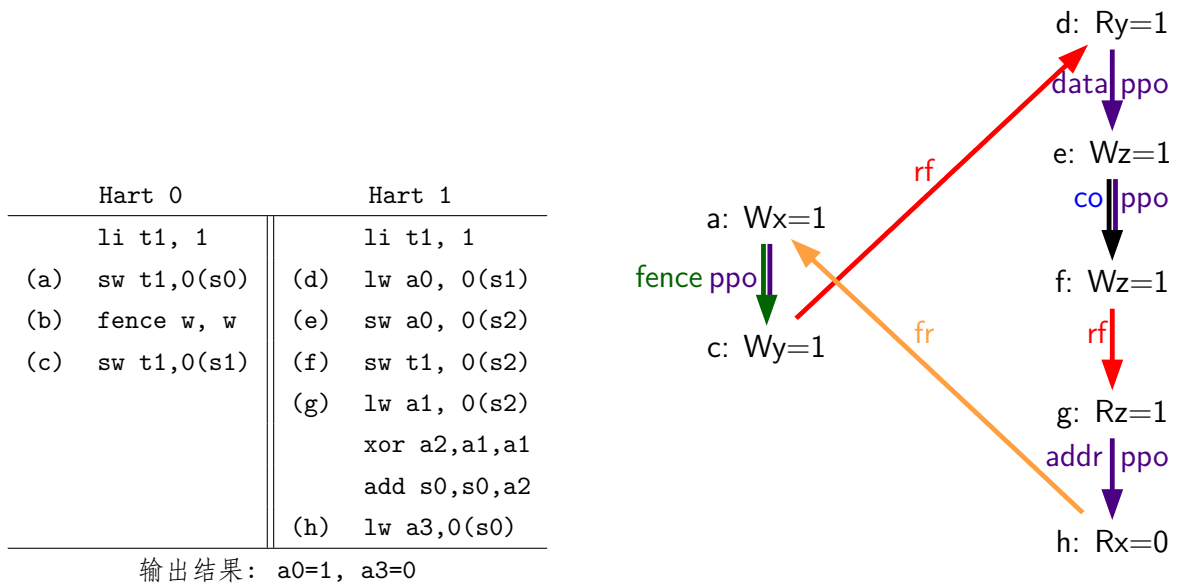 Hart 0 Hart 1
li t1, 1 li t1, 1
(a) sw t1,0(s0) (d) lw a0, 0(s1)
(b) fence w, w (e) sw a0, 0(s2)
(c) sw t1,0(s1) (f) sw t1, 0(s2)
(g) lw a1, 0(s2)
xor a2,a1,a1
add s0,s0,a2
(h) lw a3,0(s0)
输出结果: a0=1, a3=0
d: Ry=1
data ppo
e: Wz=1
rf
co ppo
a: Wx=1
fence ppo
f: Wz=1
c: Wy=1
fr
rf
g: Rz=1
addr ppo
h: Rx=0